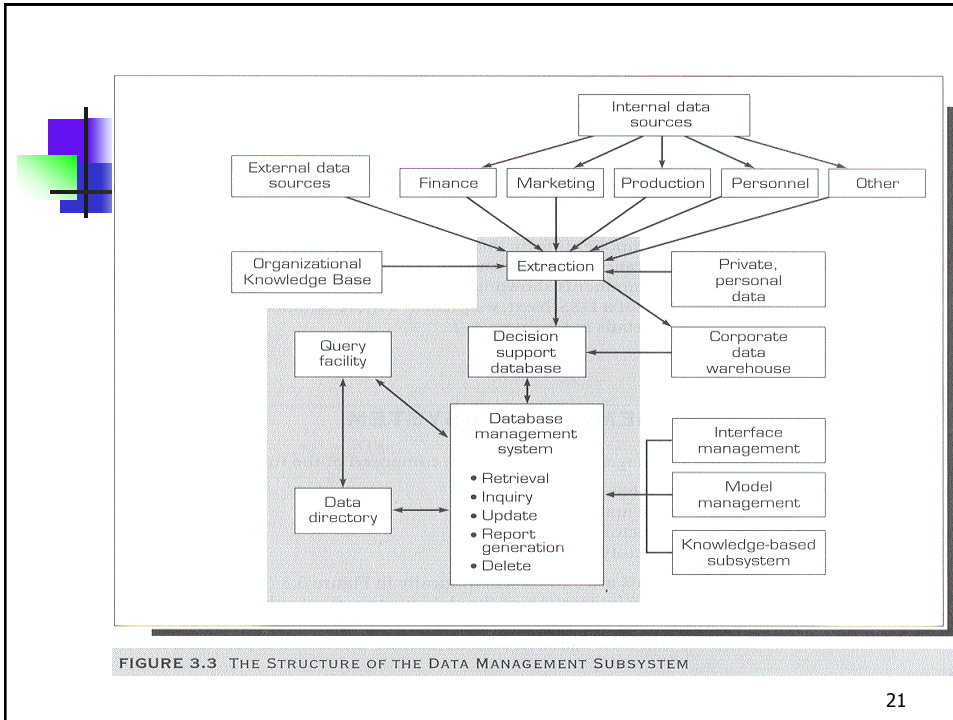 Internal data
sources
External data
sources
Finance
Marketing
Production
Personnel
Other
Organizational
Knowledge Base
Extraction
Private,
personal
data
Query
facility
Decision
support
database
Corporate
data
warehouse
Database
management
system
• Retrieval
• Inquiry
• Update
• Report
generation
• Delete
Data
directory
Interface
management
Model
management
Knowledge-based
subsystem
FIGURE 3.3 THE STRUCTURE OF THE DATA MANAGEMENT SUBSYSTEM
21